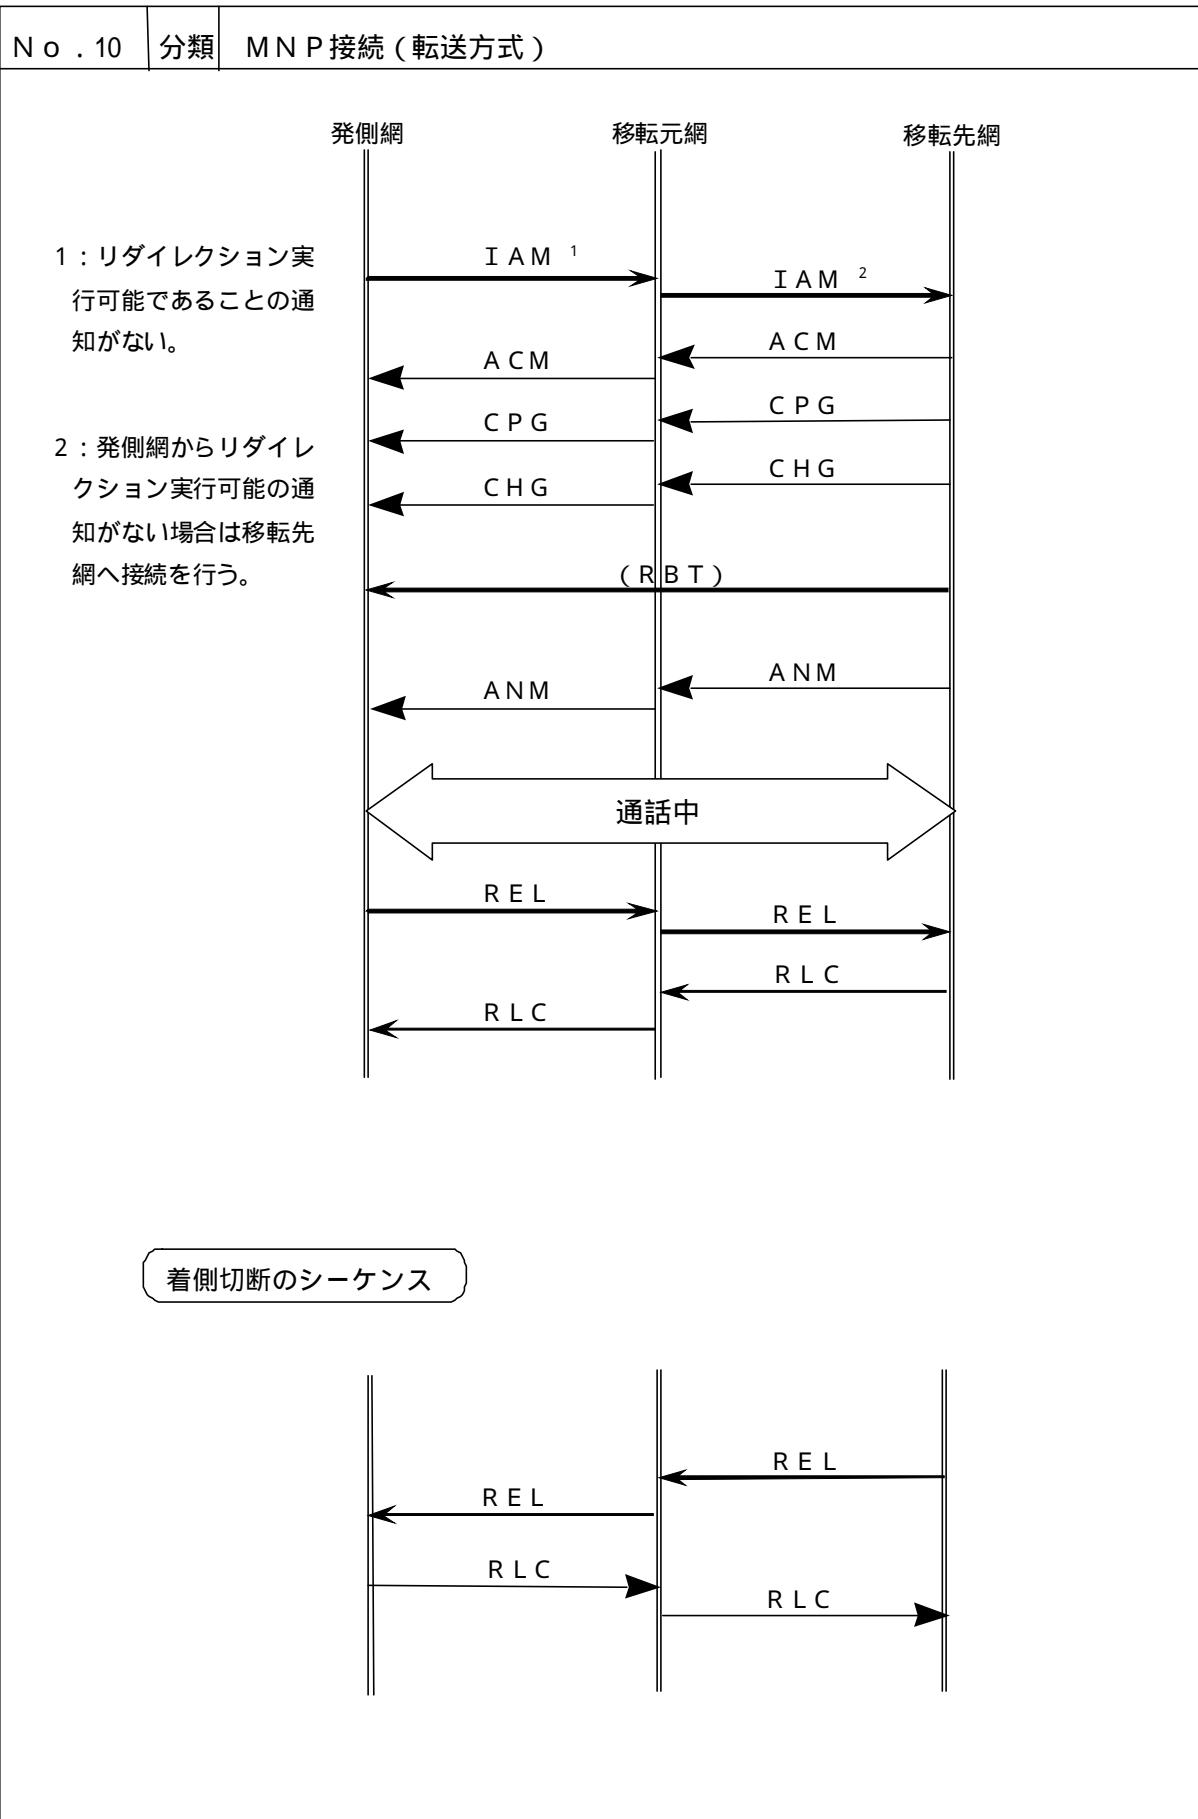 Ｎｏ．10 分類 ＭＮＰ接続（転送方式）
発側網 移転元網 移転先網
1：リダイレクション実
行可能であることの通
知がない。
2：発側網からリダイレ
クション実行可能の通
知がない場合は移転先
網へ接続を行う。
ＩＡＭ 1
ＩＡＭ 2
ＡＣＭ
ＡＣＭ
ＣＰＧ
ＣＰＧ
ＣＨＧ
ＣＨＧ
（ＲＢＴ）
ＡＮＭ
ＡＮＭ
通話中
ＲＥＬ
ＲＥＬ
ＲＬＣ
ＲＬＣ
着側切断のシーケンス
ＲＥＬ
ＲＥＬ
ＲＬＣ
ＲＬＣ